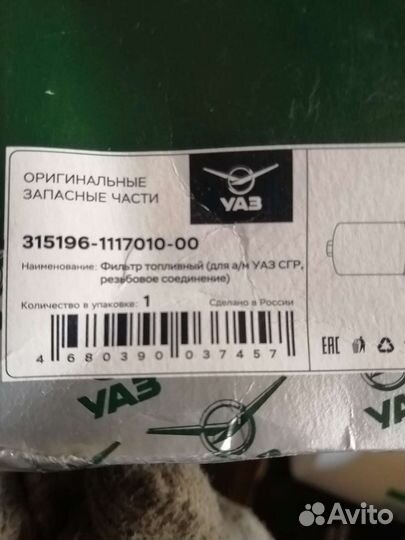 ОРИГИНАЛЬНЫЕ
ЗАПАСНЫЕ ЧАСТИ
УАЗ
315196-1117010-00
Наименование: Фильтр топливный (для а/м УАЗ СГР,
резьбовое соединение)
Количество в упаковке: 1 Сделано в России
4 680390 037457
EAC
УАЗ
Avito